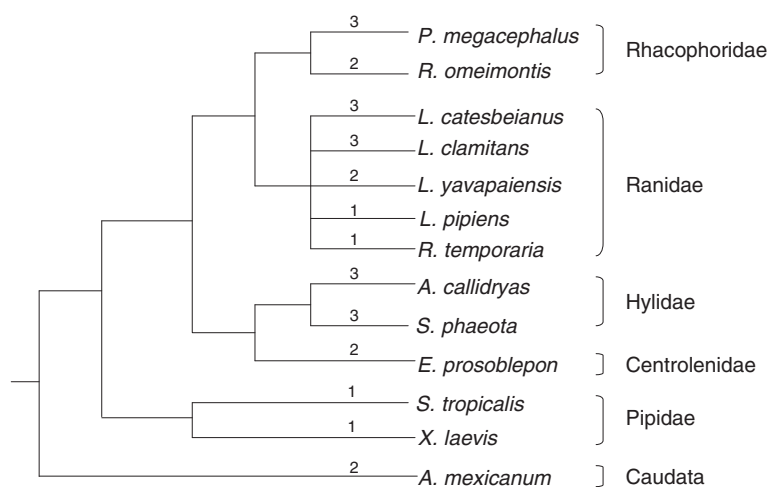 3 P. megacephalus
Rhacophoridae
2 R. omeimontis
3 L. catesbeianus
3 L. clamitans
2 L. yavapaiensis
Ranidae
1 L. pipiens
1 R. temporaria
3 A. callidryas
Hylidae
3 S. phaeota
2 E. prosoblepon Centrolenidae
1 S. tropicalis
Pipidae
1 X. laevis
2 A. mexicanum Caudata